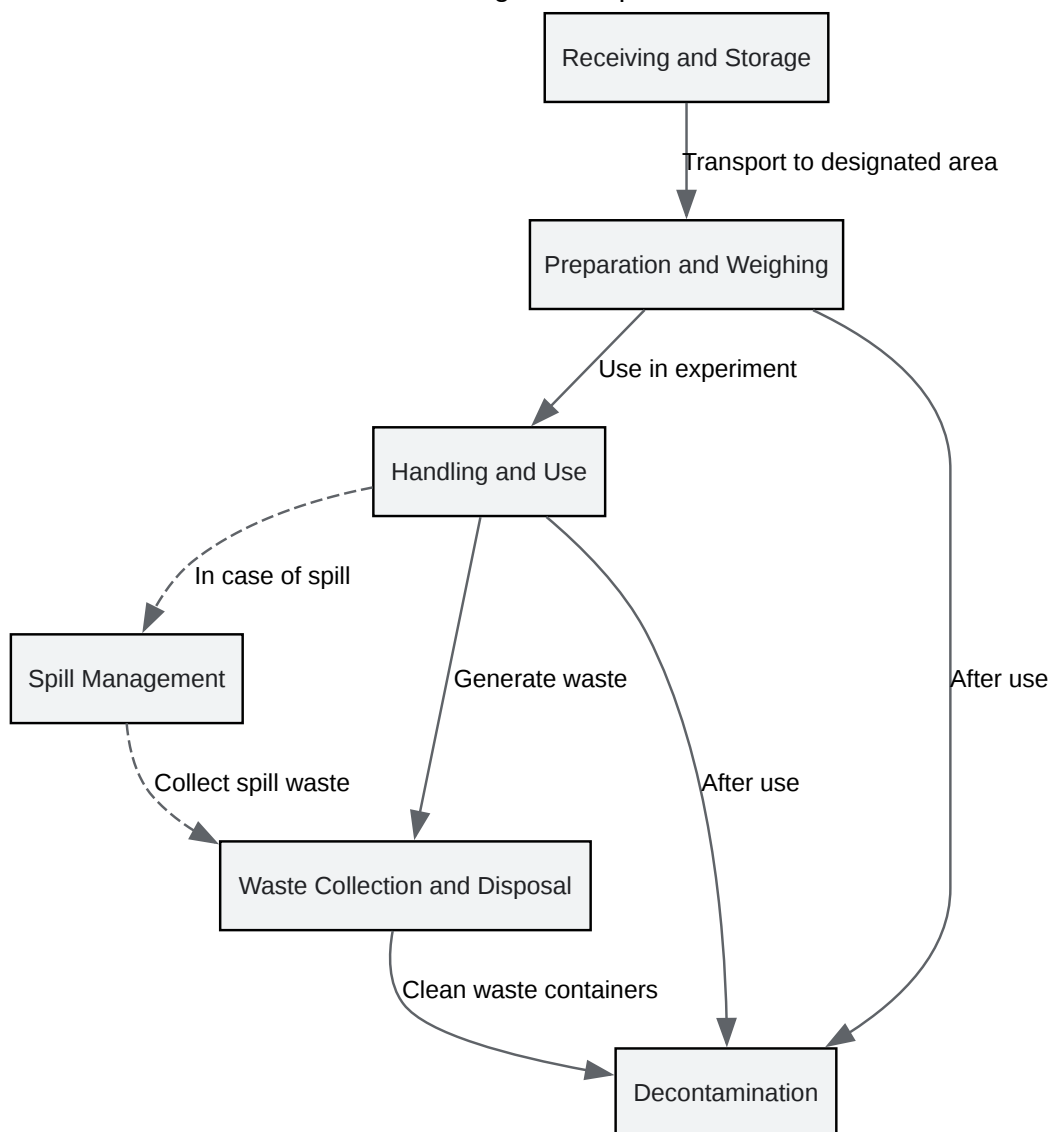 Receiving and Storage
Transport to designated area
Preparation and Weighing
Use in experiment
Handling and Use
In case of spill
Spill Management
Generate waste
After use
Collect spill waste
After use
Waste Collection and Disposal
Clean waste containers
Decontamination